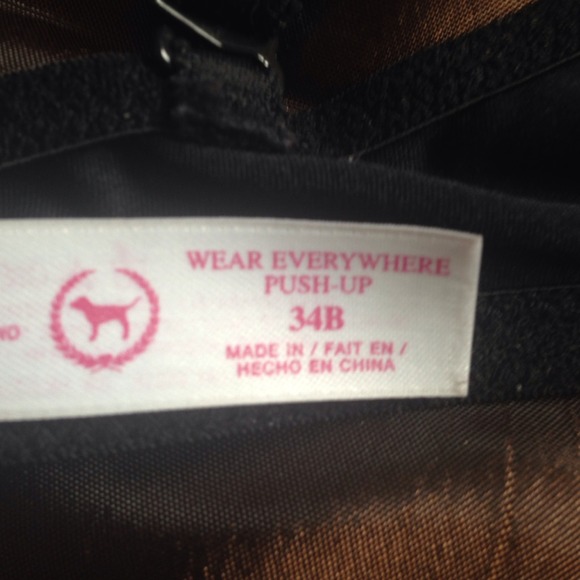 WEAR EVERYWHERE
PUSH-UP
34B
MADE IN / FAIT EN /
HECHO EN CHINA